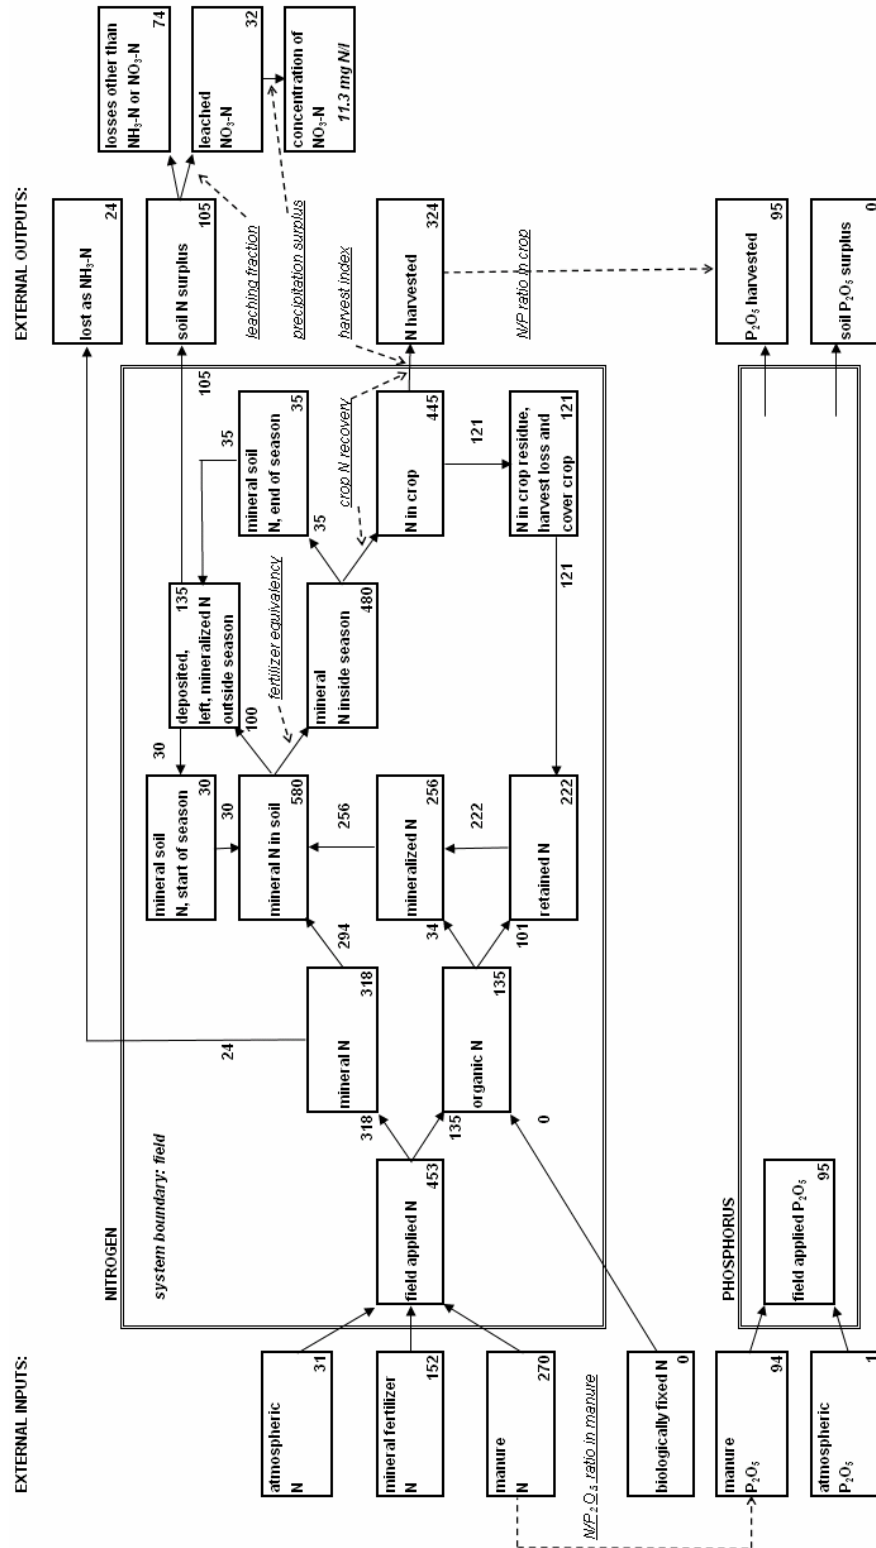 EXTERNAL INPUTS:
EXTERNAL OUTPUTS:
NITROGEN
system boundary: field
atmospheric
N
31
mineral fertilizer
N
152
manure
N
270
N/P₂O₅ ratio in manure
biologically fixed N
0
manure
P₂O₅
94
atmospheric
P₂O₅
1
field applied N
453
318
135
0
mineral N
318
24
294
organic N
135
34
101
mineral soil
N, start of season
30
30
30
mineral N in soil
580
100
256
mineralized N
256
222
retained N
222
fertilizer equivalency
deposited, 135
left, mineralized N
outside season
mineral
N inside season
480
35
35
105
crop N recovery
mineral soil
N, end of season
35
N in crop
445
121
N in crop residue,
harvest loss and
cover crop 121
121
lost as NH₃-N
24
soil N surplus
105
leaching fraction
precipitation surplus
harvest index
N harvested
324
N/P ratio in crop
losses other than
NH₃-N or NO₃-N
74
leached
NO₃-N
32
concentration of
NO₃-N
11.3 mg N/l
PHOSPHORUS
field applied P₂O₅
95
P₂O₅ harvested
95
soil P₂O₅ surplus
0